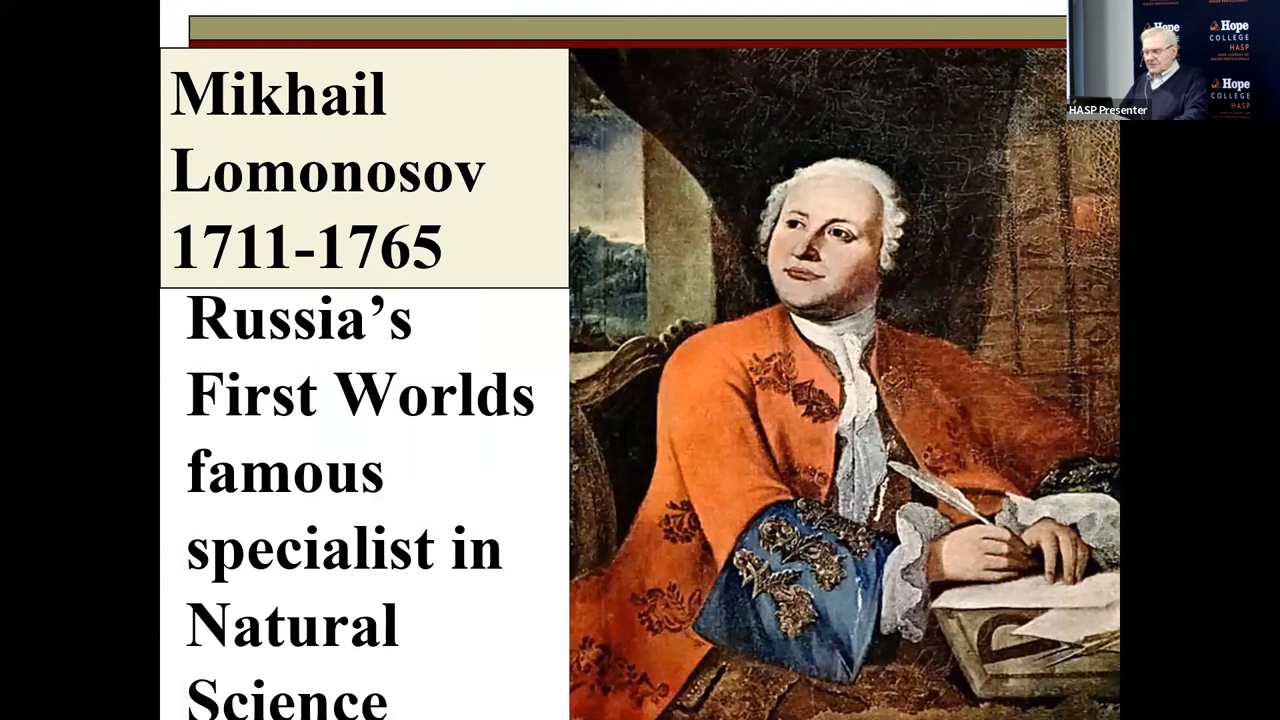 Mikhail
Lomonosov
1711-1765
Russia’s
First Worlds
famous
specialist in
Natural
Science
Hope
Hope
COLLEGE
HASP
Hope
COLLEGE
HASP
HASP Presenter